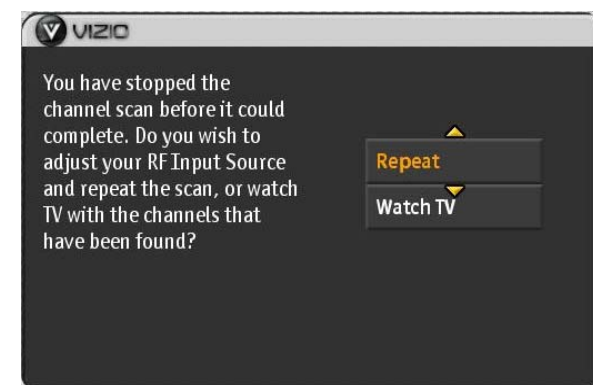 VIZIO
You have stopped the
channel scan before it could
complete. Do you wish to
adjust your RF Input Source
and repeat the scan, or watch
TV with the channels that
have been found?
Repeat
Watch TV